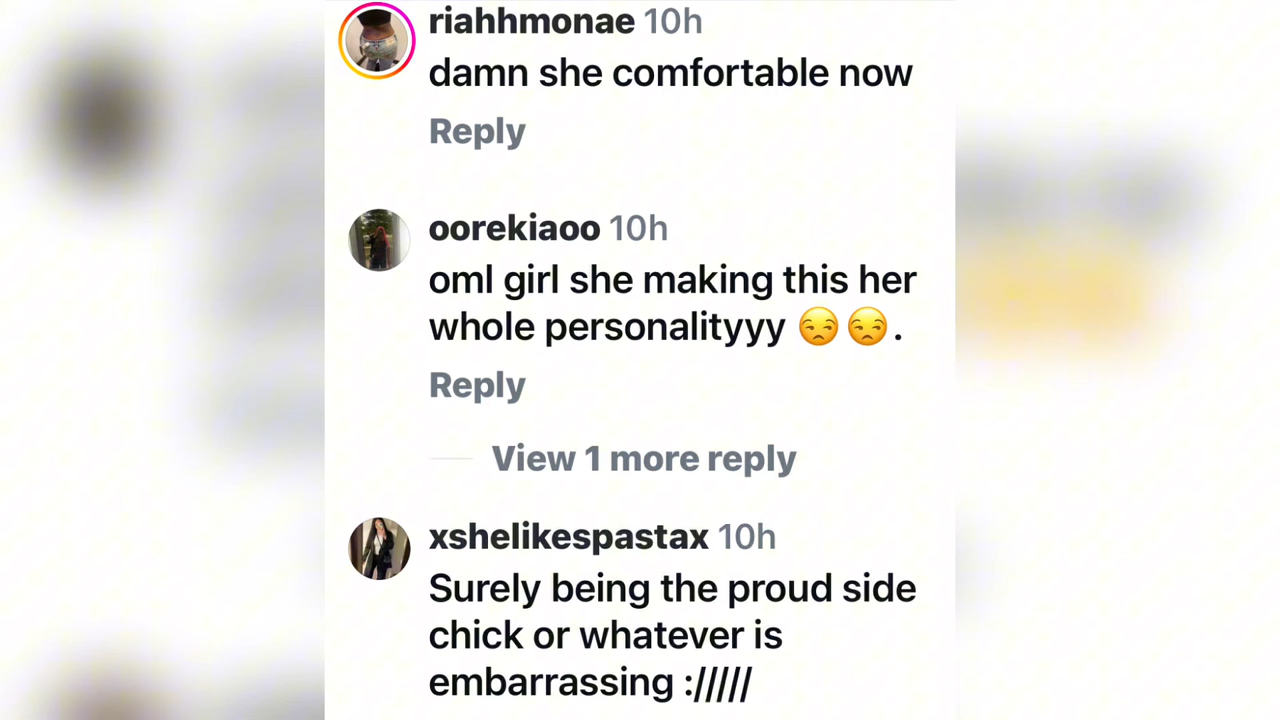 riahhmonae 10h
damn she comfortable now
Reply
oorekiaoo 10h
oml girl she making this her
whole personalityyy 😒😒.
Reply
View 1 more reply
xshelikespastax 10h
Surely being the proud side
chick or whatever is
embarrassing ://///